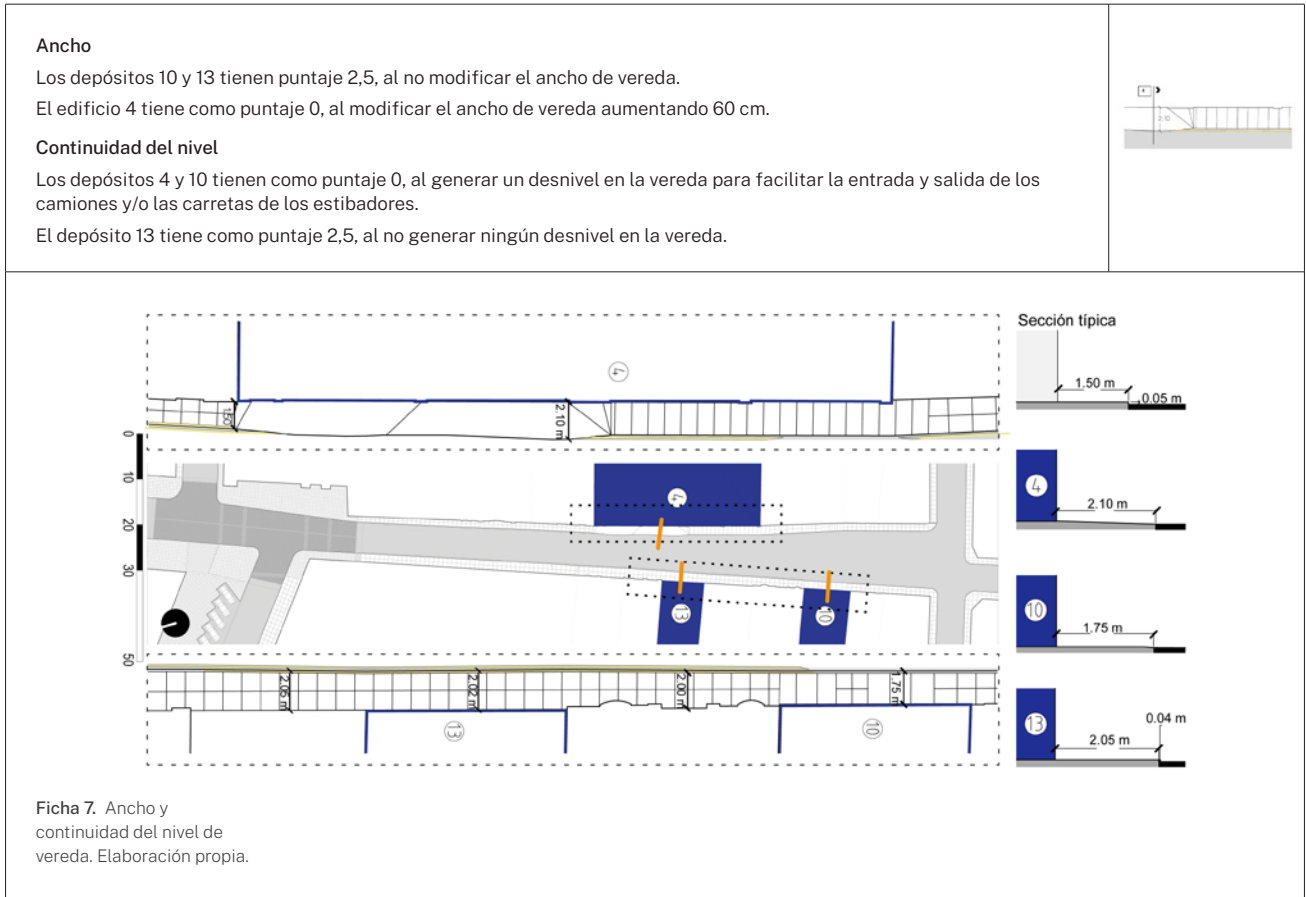 Ancho
Los depósitos 10 y 13 tienen puntaje 2,5, al no modificar el ancho de vereda.
El edificio 4 tiene como puntaje 0, al modificar el ancho de vereda aumentando 60 cm.
Continuidad del nivel
Los depósitos 4 y 10 tienen como puntaje 0, al generar un desnivel en la vereda para facilitar la entrada y salida de los
camiones y/o las carretas de los estibadores.
El depósito 13 tiene como puntaje 2,5, al no generar ningún desnivel en la vereda.
2.10
4
1.50
2.10 m
0
10
20
30
50
4
13
10
2.05 m
2.02 m
2.00 m
1.75 m
13
10
Sección típica
1.50 m
0.05 m
4
2.10 m
10
1.75 m
13
0.04 m
2.05 m
Ficha 7. Ancho y
continuidad del nivel de
vereda. Elaboración propia.